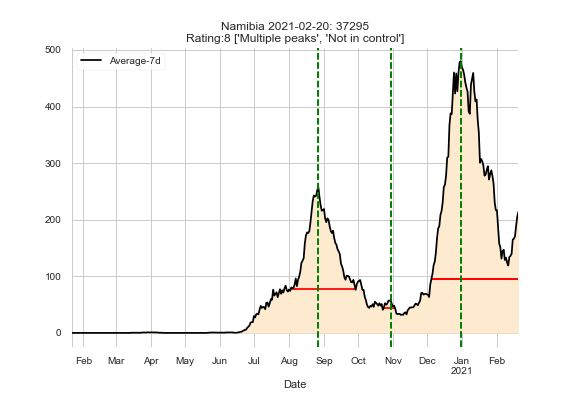 Namibia 2021-02-20: 37295
Rating:8 ['Multiple peaks', 'Not in control']
Average-7d
500
400
300
200
100
0
Feb Mar Apr May Jun Jul Aug Sep Oct Nov Dec Jan Feb
2021
Date